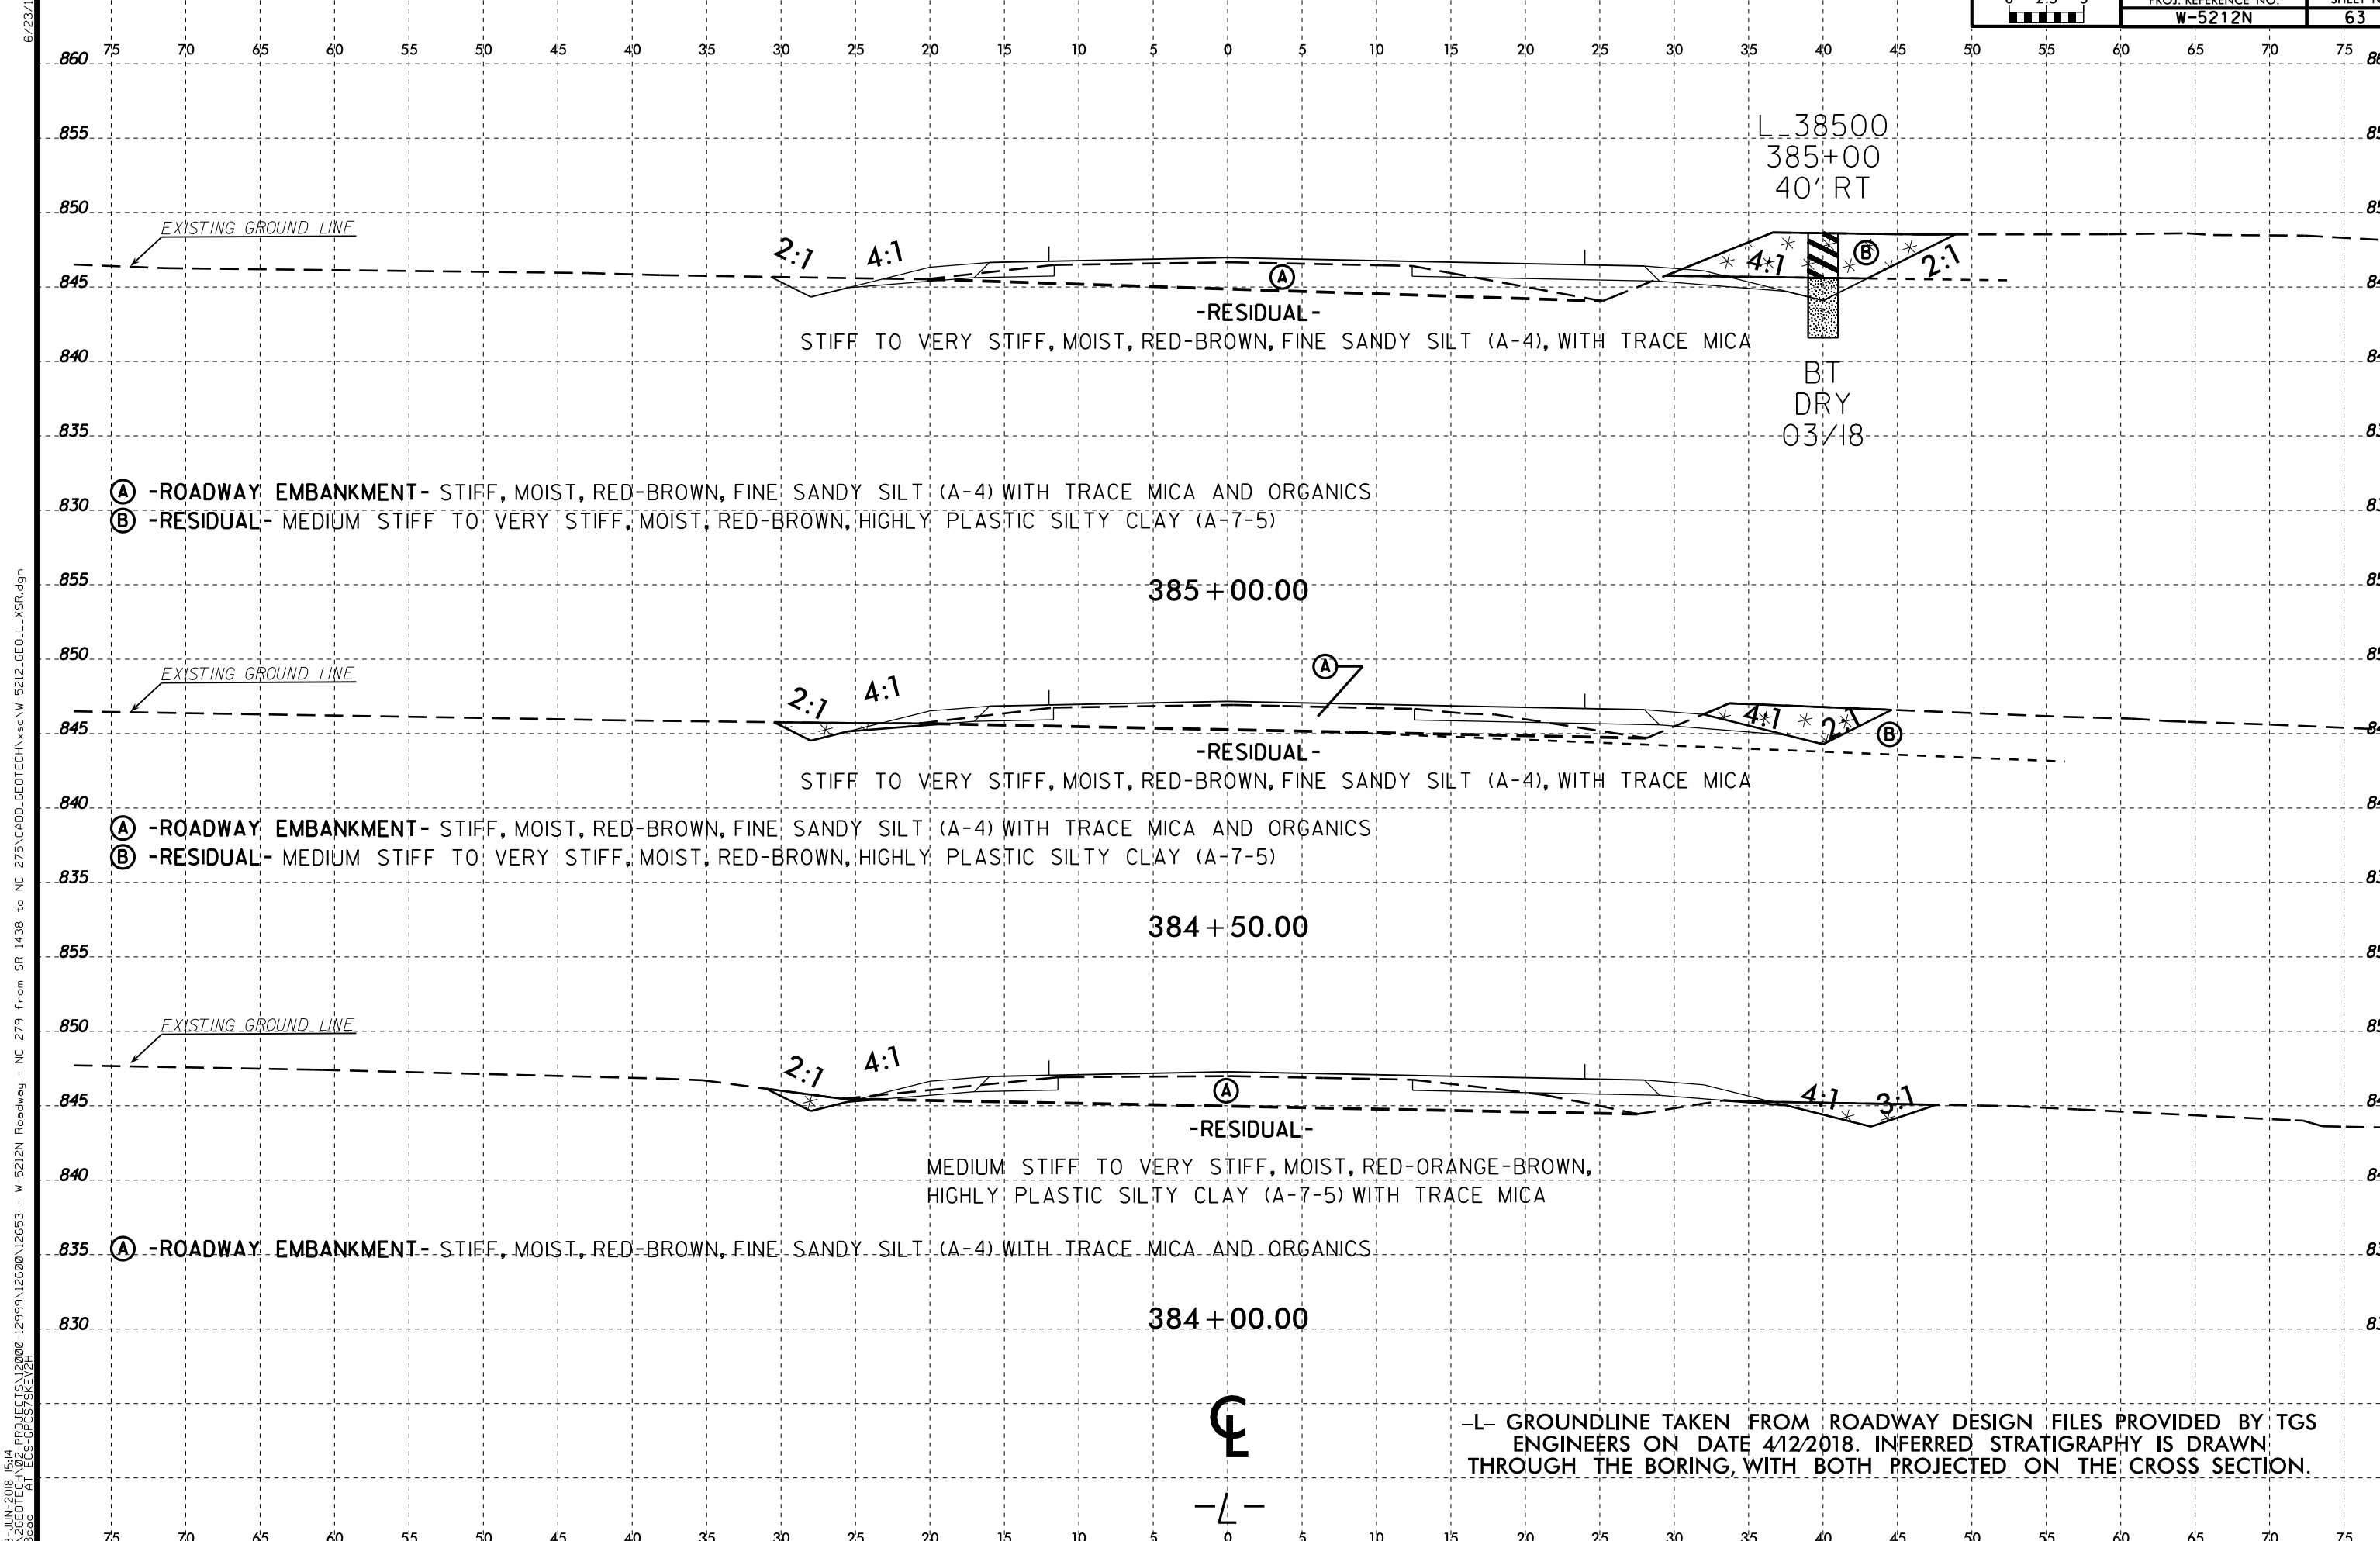 0 2.5 5
PROJ. REFERENCE NO.
W-5212N
63
75 70 65 60 55 50 45 40 35 30 25 20 15 10 5 0 5 10 15 20 25 30 35 40 45 50 55 60 65 70 75
860
855
L_38500
385+00
40' RT
850
EXISTING GROUND LINE
2:1
4:1
4:1
B
2:1
845
A
-RESIDUAL-
STIFF TO VERY STIFF, MOIST, RED-BROWN, FINE SANDY SILT (A-4), WITH TRACE MICA
840
BT
DRY
03/18
835
A -ROADWAY EMBANKMENT- STIFF, MOIST, RED-BROWN, FINE SANDY SILT (A-4) WITH TRACE MICA AND ORGANICS
830
B -RESIDUAL- MEDIUM STIFF TO VERY STIFF, MOIST, RED-BROWN, HIGHLY PLASTIC SILTY CLAY (A-7-5)
855
385+00.00
850
EXISTING GROUND LINE
A
2:1
4:1
4:1
2:1
B
845
-RESIDUAL-
STIFF TO VERY STIFF, MOIST, RED-BROWN, FINE SANDY SILT (A-4), WITH TRACE MICA
840
A -ROADWAY EMBANKMENT- STIFF, MOIST, RED-BROWN, FINE SANDY SILT (A-4) WITH TRACE MICA AND ORGANICS
B -RESIDUAL- MEDIUM STIFF TO VERY STIFF, MOIST, RED-BROWN, HIGHLY PLASTIC SILTY CLAY (A-7-5)
835
384+50.00
855
850
EXISTING GROUND LINE
2:1
4:1
A
4:1
3:1
845
-RESIDUAL-
MEDIUM STIFF TO VERY STIFF, MOIST, RED-ORANGE-BROWN,
840
HIGHLY PLASTIC SILTY CLAY (A-7-5) WITH TRACE MICA
835
A -ROADWAY EMBANKMENT- STIFF, MOIST, RED-BROWN, FINE SANDY SILT (A-4) WITH TRACE MICA AND ORGANICS
384+00.00
830
CL
-L-
-L- GROUNDLINE TAKEN FROM ROADWAY DESIGN FILES PROVIDED BY TGS
ENGINEERS ON DATE 4/12/2018. INFERRED STRATIGRAPHY IS DRAWN
THROUGH THE BORING, WITH BOTH PROJECTED ON THE CROSS SECTION.
75 70 65 60 55 50 45 40 35 30 25 20 15 10 5 0 5 10 15 20 25 30 35 40 45 50 55 60 65 70 75